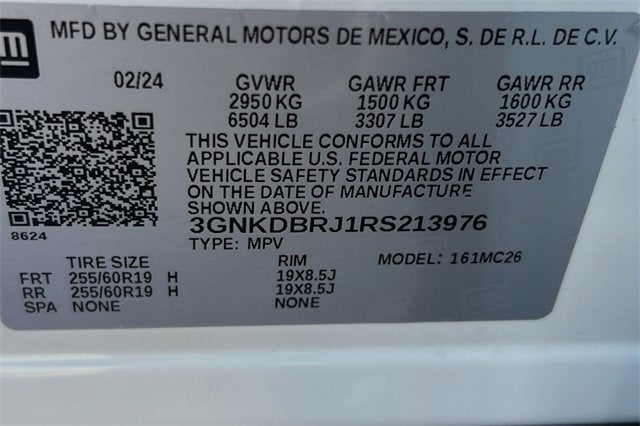 gm
MFD BY GENERAL MOTORS DE MEXICO, S. DE R.L. DE C.V.
02/24 GVWR GAWR FRT GAWR RR
2950 KG 1500 KG 1600 KG
6504 LB 3307 LB 3527 LB
THIS VEHICLE CONFORMS TO ALL
APPLICABLE U.S. FEDERAL MOTOR
VEHICLE SAFETY STANDARDS IN EFFECT
ON THE DATE OF MANUFACTURE
SHOWN ABOVE.
8624
3GNKDBRJ1RS213976
TYPE: MPV
TIRE SIZE RIM MODEL: 161MC26
FRT 255/60R19 H 19X8.5J
RR 255/60R19 H 19X8.5J
SPA NONE NONE